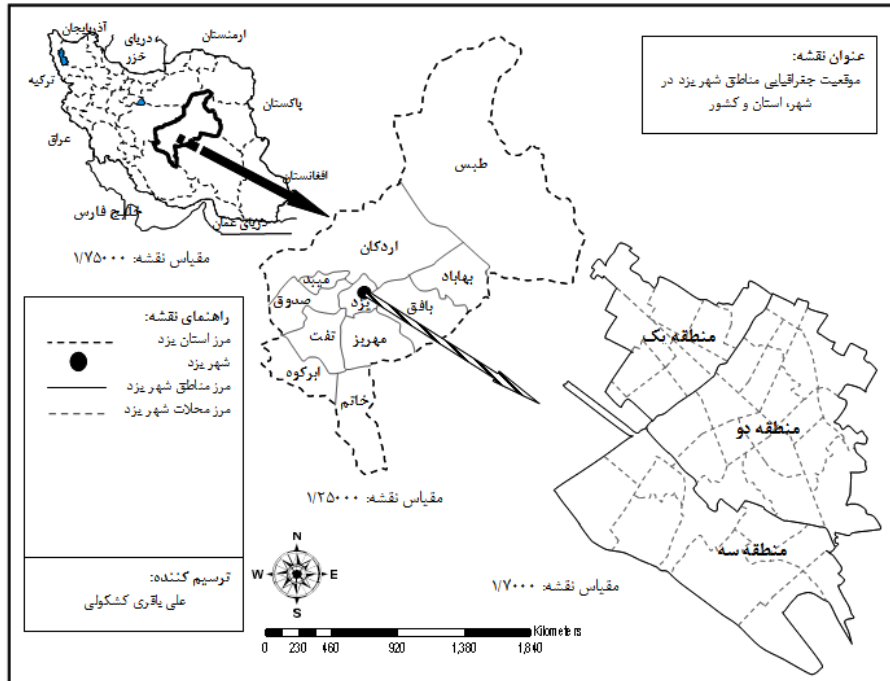 عنوان نقشه:
موقعیت جغرافیایی مناطق شهر یزد در
شهر، استان و کشور
آذربایجان
ارمنستان
دریای
خزر
ترکیه
پاکستان
عراق
افغانستان
خلیج فارس
دریای عمان
مقیاس نقشه: ۱/۷۵۰۰۰
طبس
اردکان
بهاباد
میبد
صدوق
یزد
بافق
تفت
مهریز
ابرکوه
خاتم
مقیاس نقشه: ۱/۲۵۰۰۰
منطقه یک
منطقه دو
منطقه سه
مقیاس نقشه: ۱/۷۰۰۰
راهنمای نقشه:
مرز استان یزد
شهر یزد
مرز مناطق شهر یزد
مرز محلات شهر یزد
ترسیم کننده:
علی باقری کشکولی
N
W E
S
Kilometers
0 230 460 920 1,380 1,840